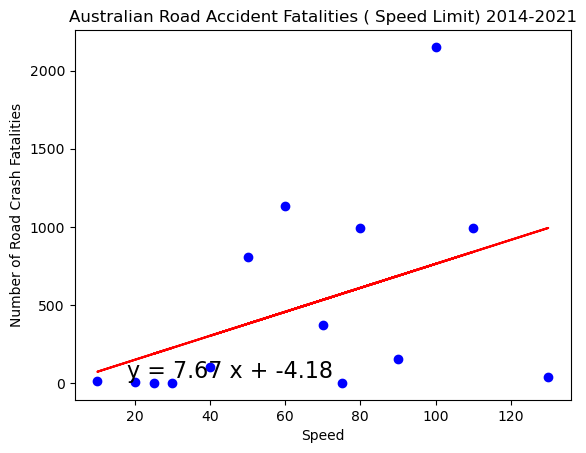 Australian Road Accident Fatalities ( Speed Limit) 2014-2021
Number of Road Crash Fatalities
2000
1500
1000
500
0
y = 7.67 x + -4.18
20 40 60 80 100 120
Speed